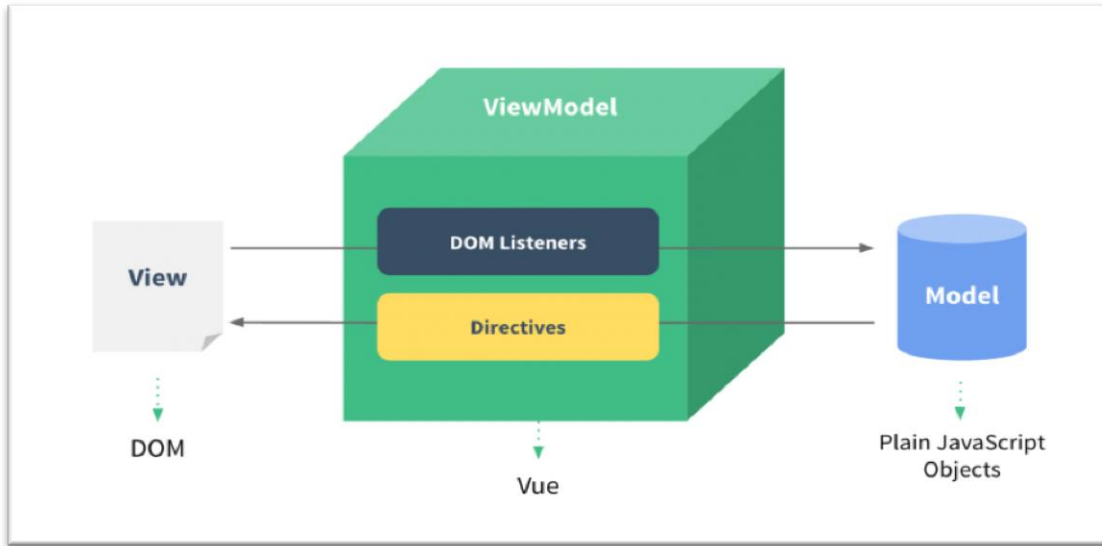 ViewModel
DOM Listeners
View
Model
Directives
DOM
Plain JavaScript
Objects
Vue